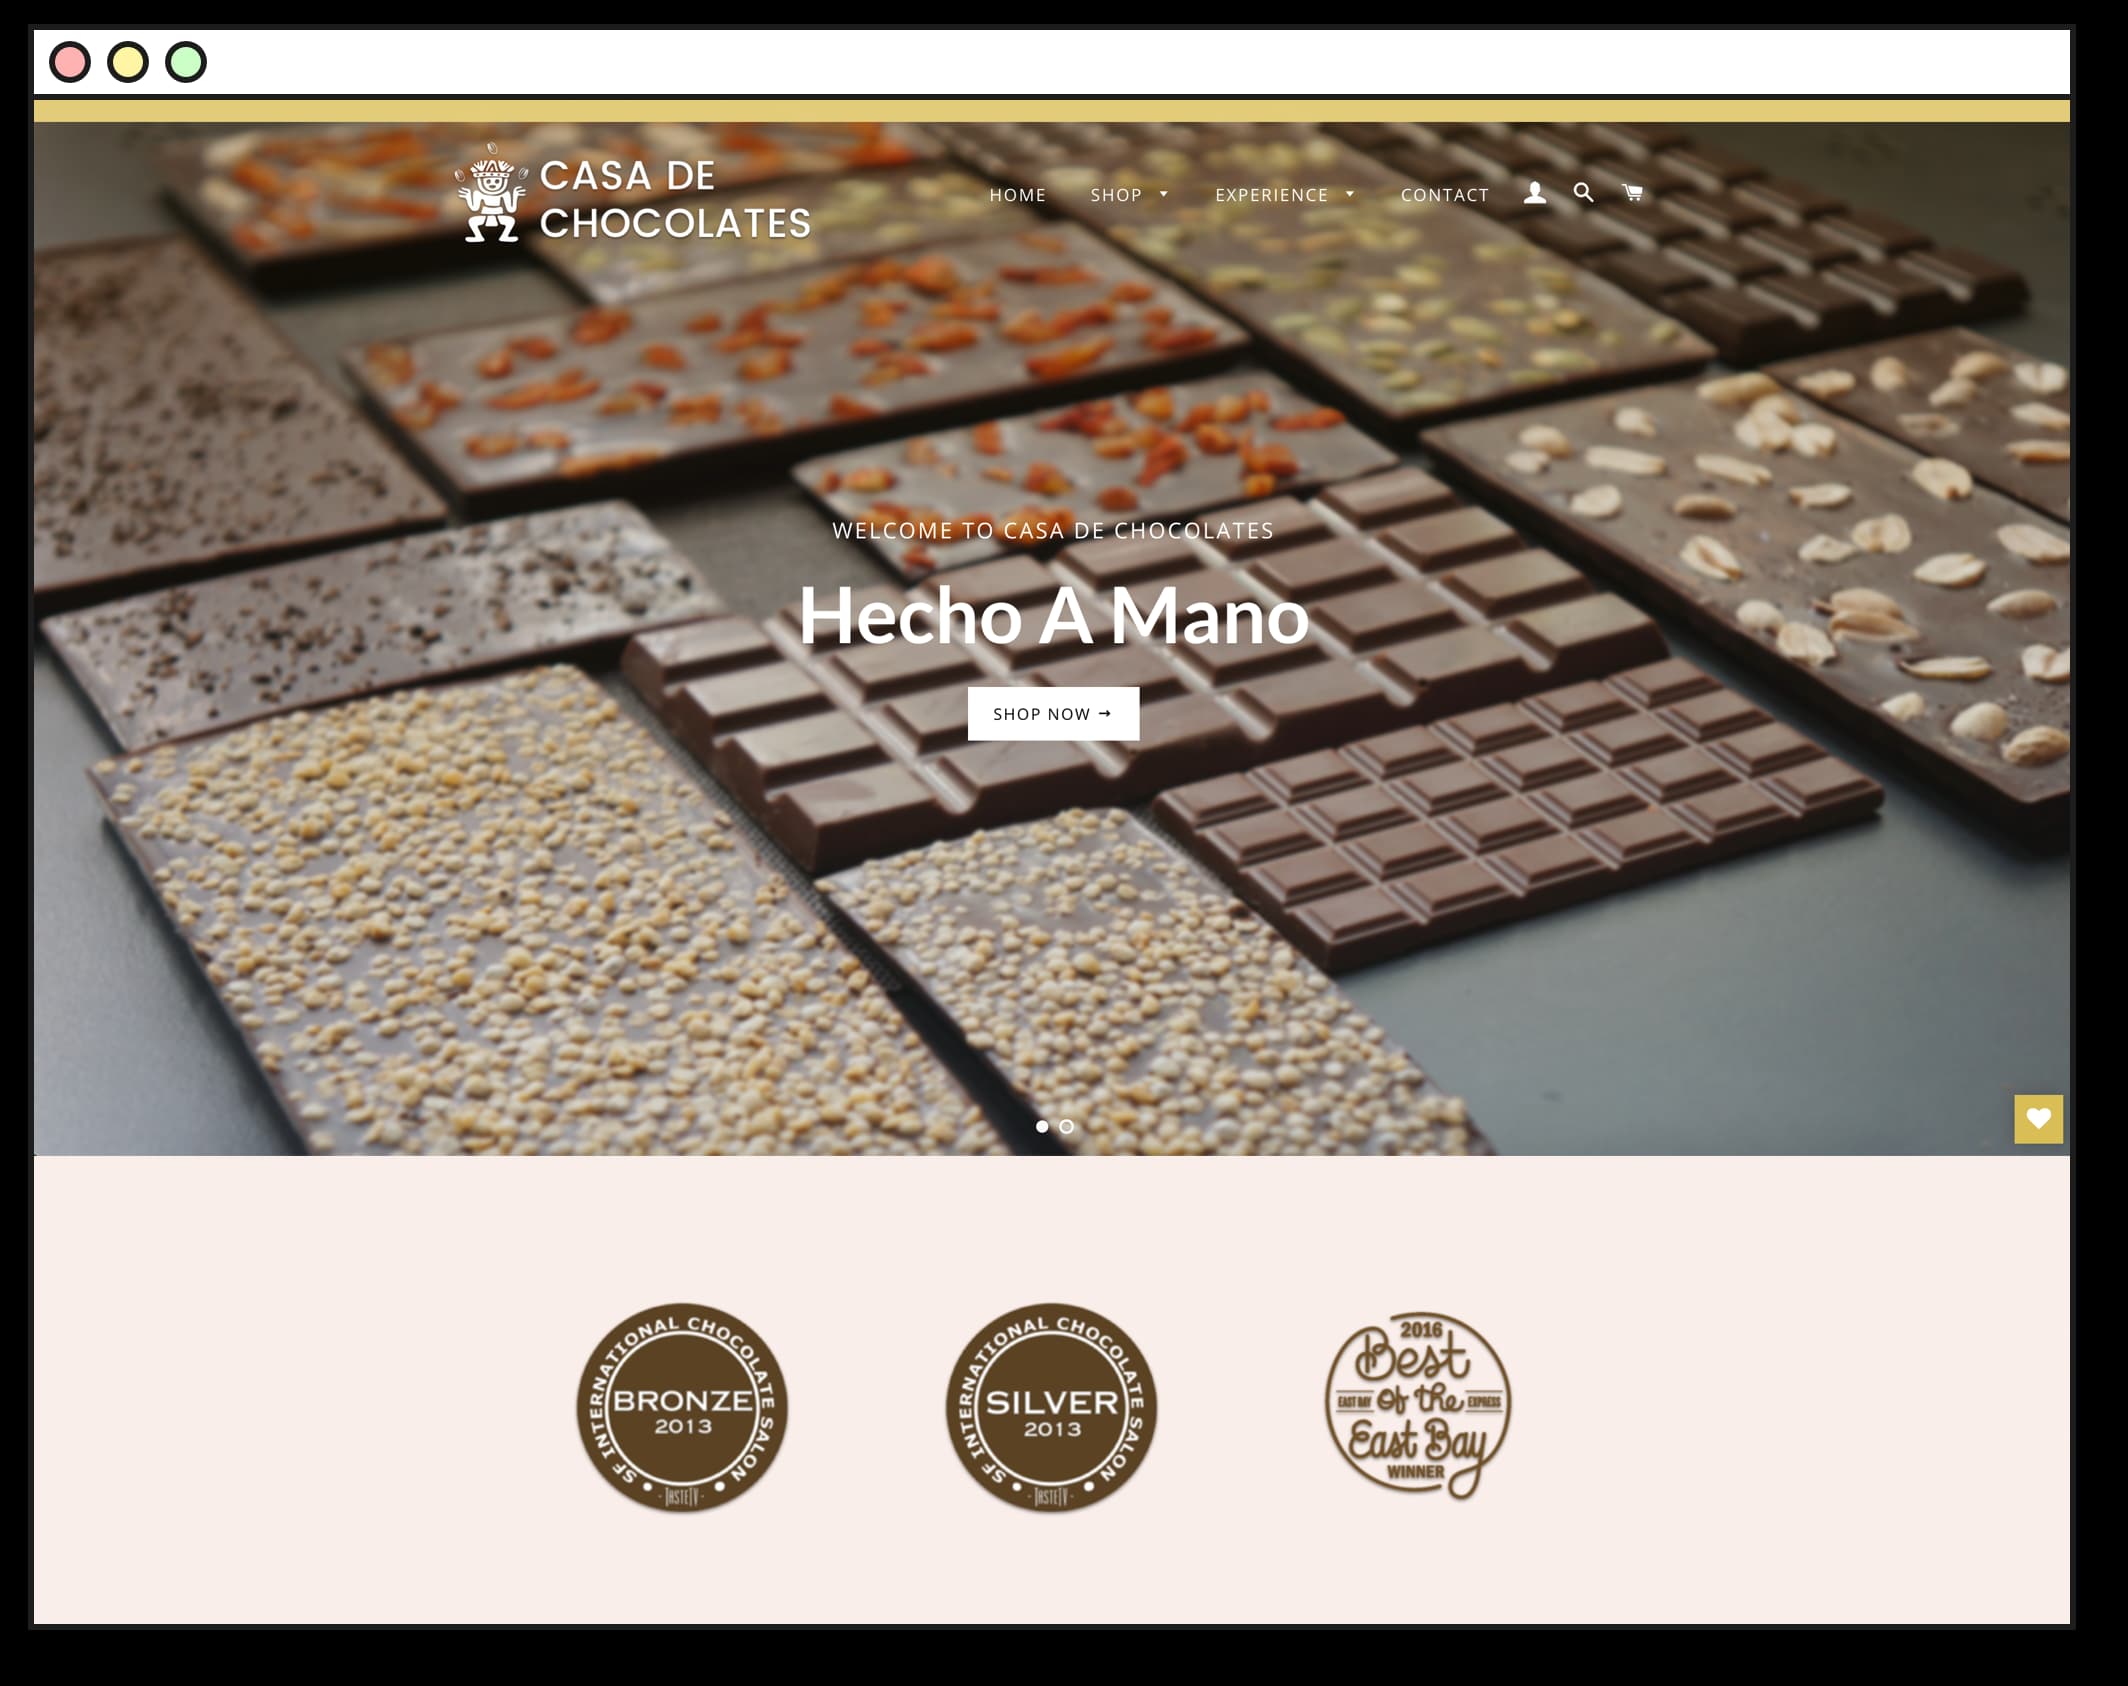 CASA DE
CHOCOLATES
HOME SHOP EXPERIENCE CONTACT
WELCOME TO CASA DE CHOCOLATES
Hecho A Mano
SHOP NOW →
SF INTERNATIONAL CHOCOLATE SALON
BRONZE
2013
TASTETV
SF INTERNATIONAL CHOCOLATE SALON
SILVER
2013
TASTETV
2016
Best
EAST BAY of the EXPRESS
East Bay
WINNER